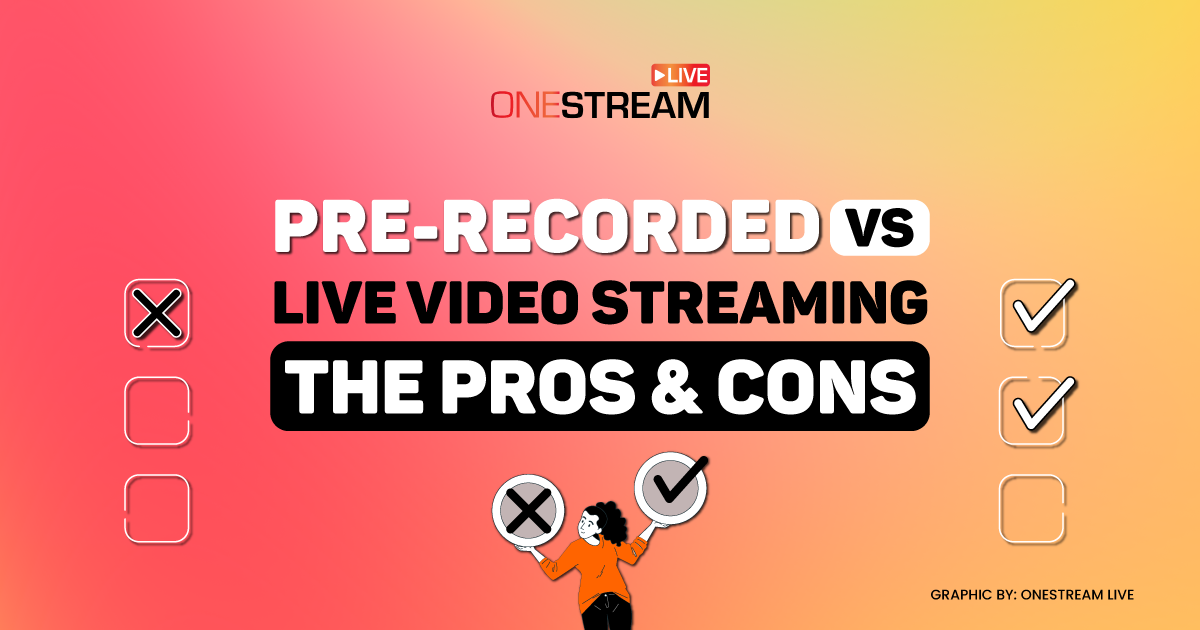 LIVE
ONESTREAM
PRE-RECORDED VS
LIVE VIDEO STREAMING
THE PROS & CONS
GRAPHIC BY: ONESTREAM LIVE